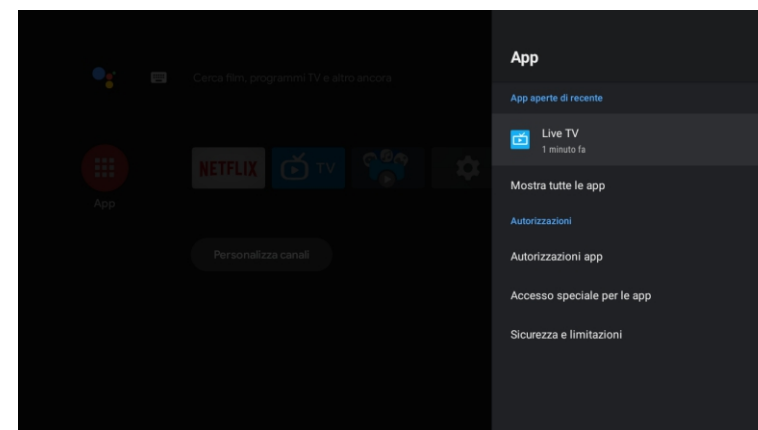 Cerca film, programmi TV e altro ancora
NETFLIX
TV
App
Personalizza canali
App
App aperte di recente
Live TV
1 minuto fa
Mostra tutte le app
Autorizzazioni
Autorizzazioni app
Accesso speciale per le app
Sicurezza e limitazioni